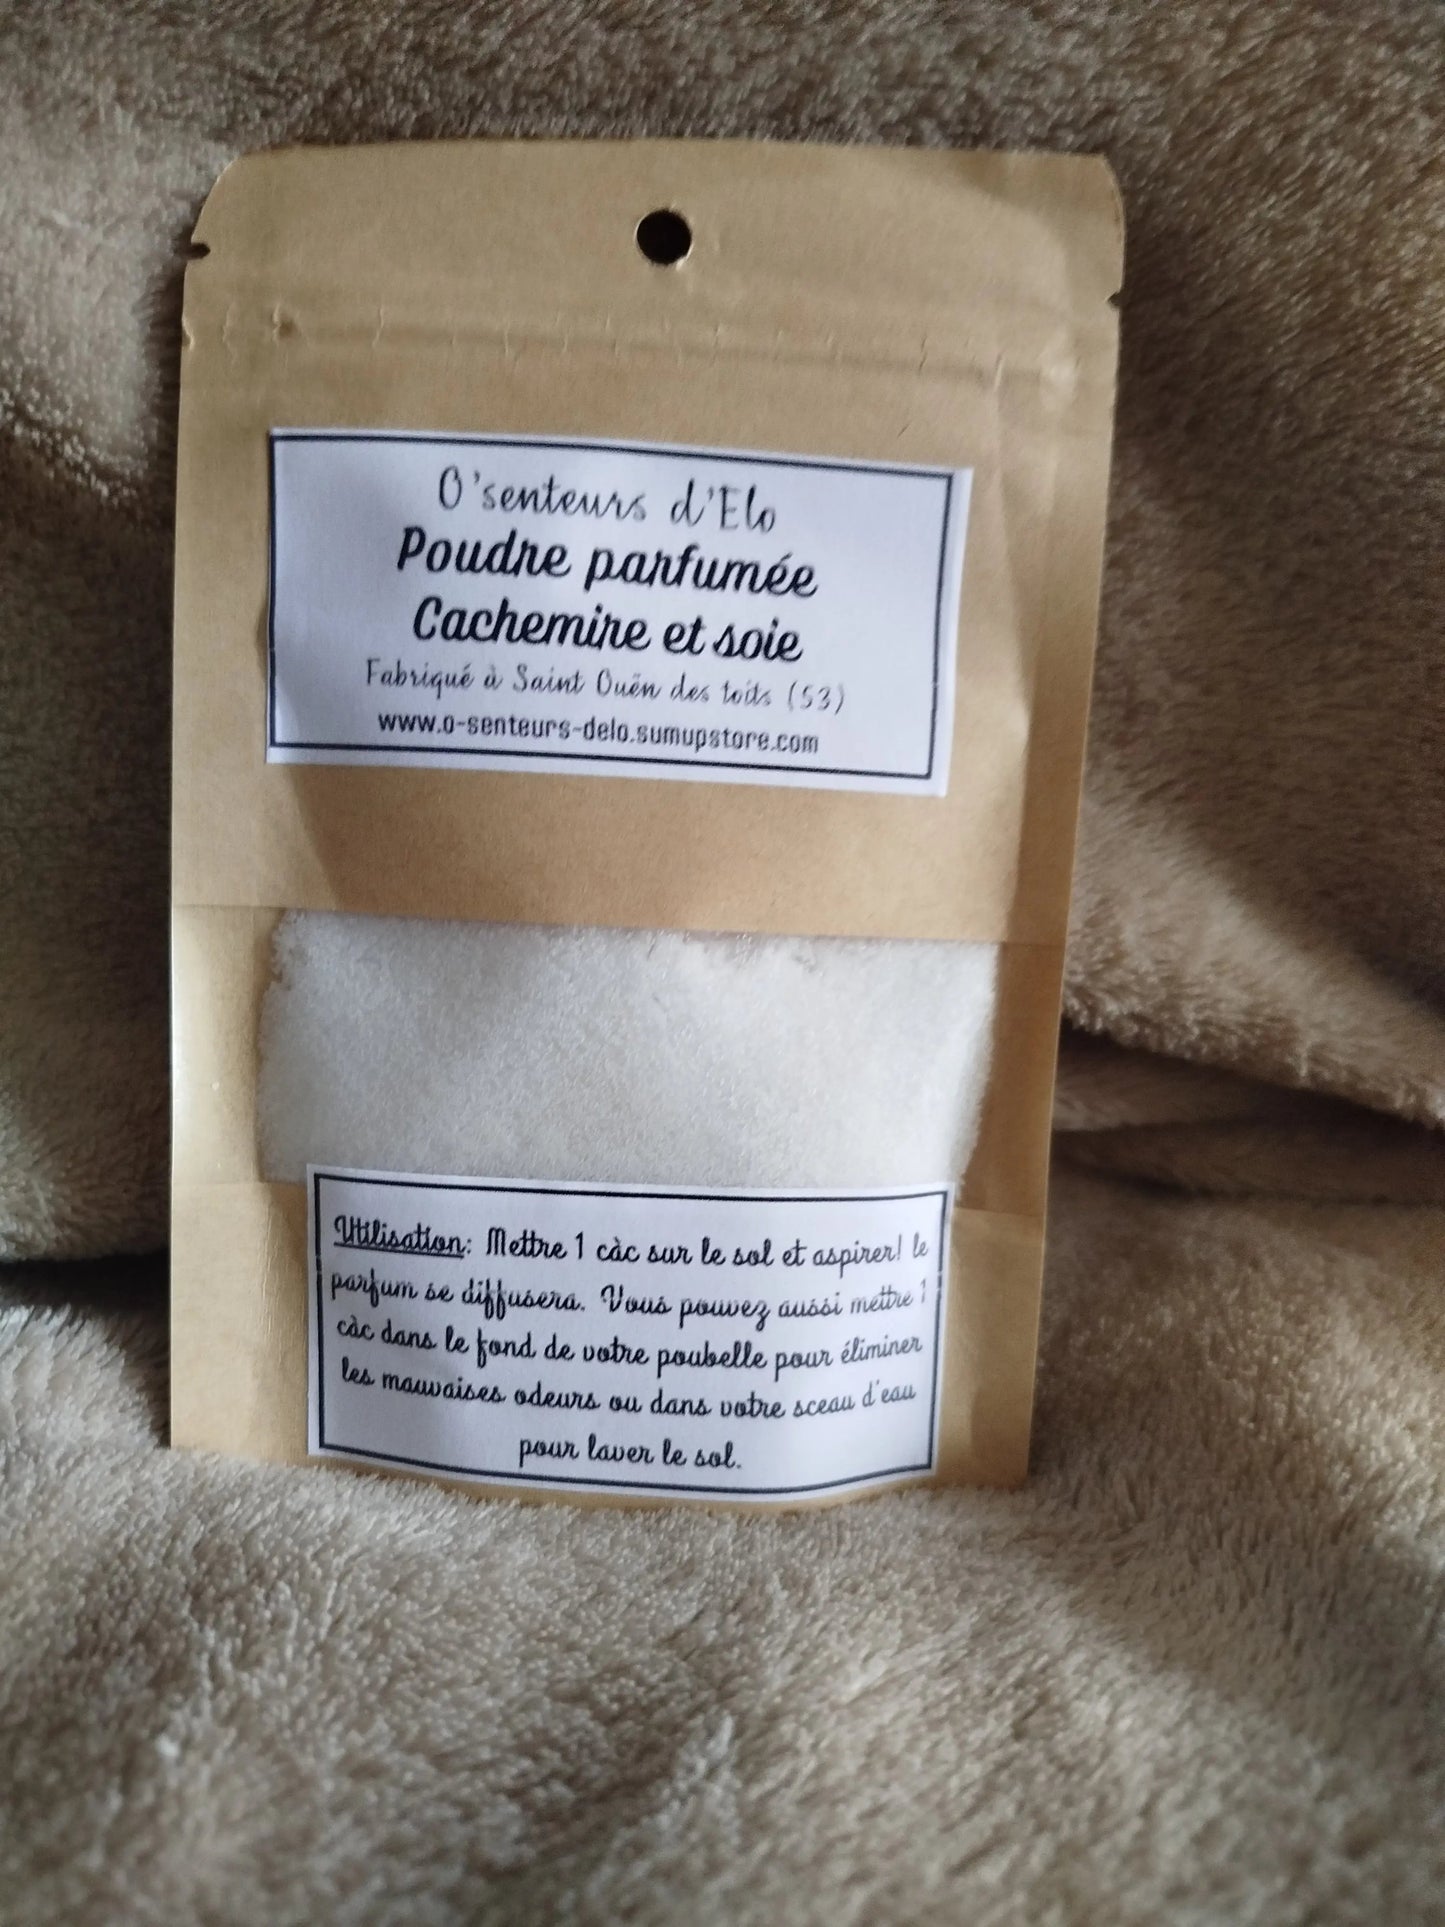 O'senteurs d'Elo
Poudre parfumée
Cachemire et soie
Fabriqué à Saint Ouën des toits (53)
www.o-senteurs-delo.sumupstore.com
Utilisation: Mettre 1 càc sur le sol et aspirer! le
parfum se diffusera. Vous pouvez aussi mettre 1
càc dans le fond de votre poubelle pour éliminer
les mauvaises odeurs ou dans votre sceau d'eau
pour laver le sol.